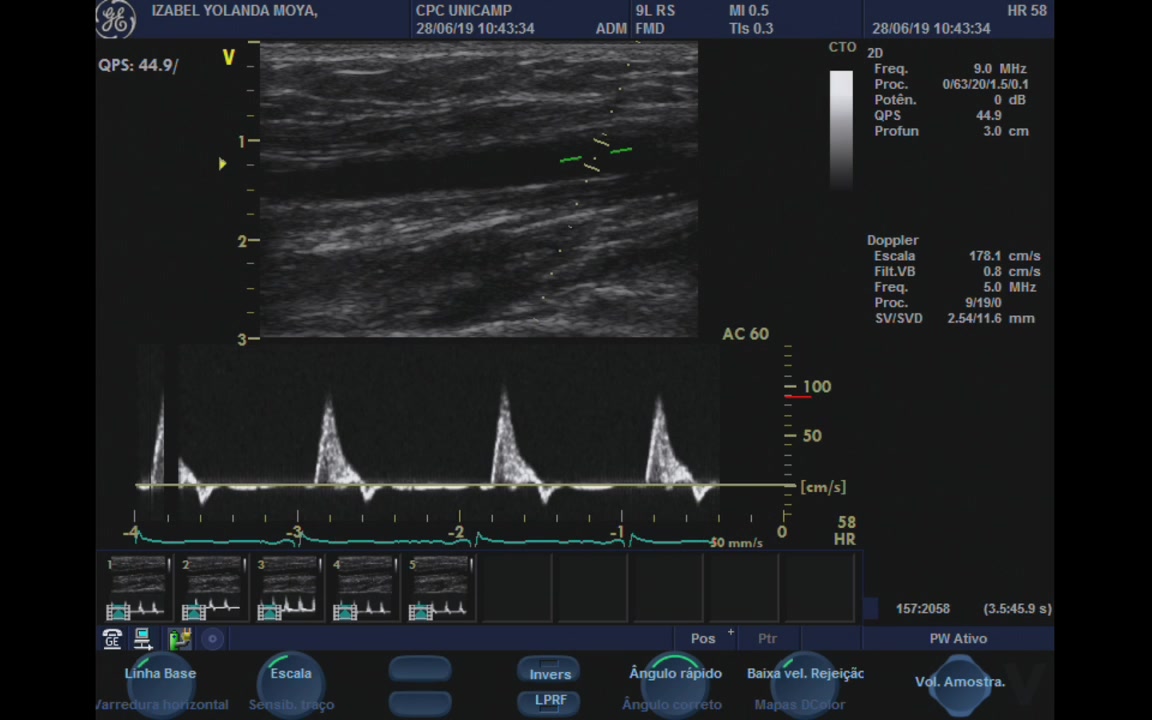 IZABEL YOLANDA MOYA,
CPC UNICAMP
28/06/19 10:43:34
ADM
9L RS
FMD
MI 0.5
TIs 0.3
HR 58
28/06/19 10:43:34
QPS: 44.9/
V
CTO
2D
Freq. 9.0 MHz
Proc. 0/63/20/1.5/0.1
Potên. 0 dB
QPS 44.9
Profun 3.0 cm
1
2
3
Doppler
Escala 178.1 cm/s
Filt.VB 0.8 cm/s
Freq. 5.0 MHz
Proc. 9/19/0
SV/SVD 2.54/11.6 mm
AC 60
100
50
[cm/s]
-4 -3 -2 -1 0
58
HR
50 mm/s
1 2 3 4 5
157:2058 (3.5:45.9 s)
GE
Pos + Ptr
PW Ativo
Linha Base
Escala
Invers
Ângulo rápido
Baixa vel. Rejeição
Vol. Amostra.
LPRF
Varredura horizontal
Sensib. traço
Ângulo correto
Mapas DColor